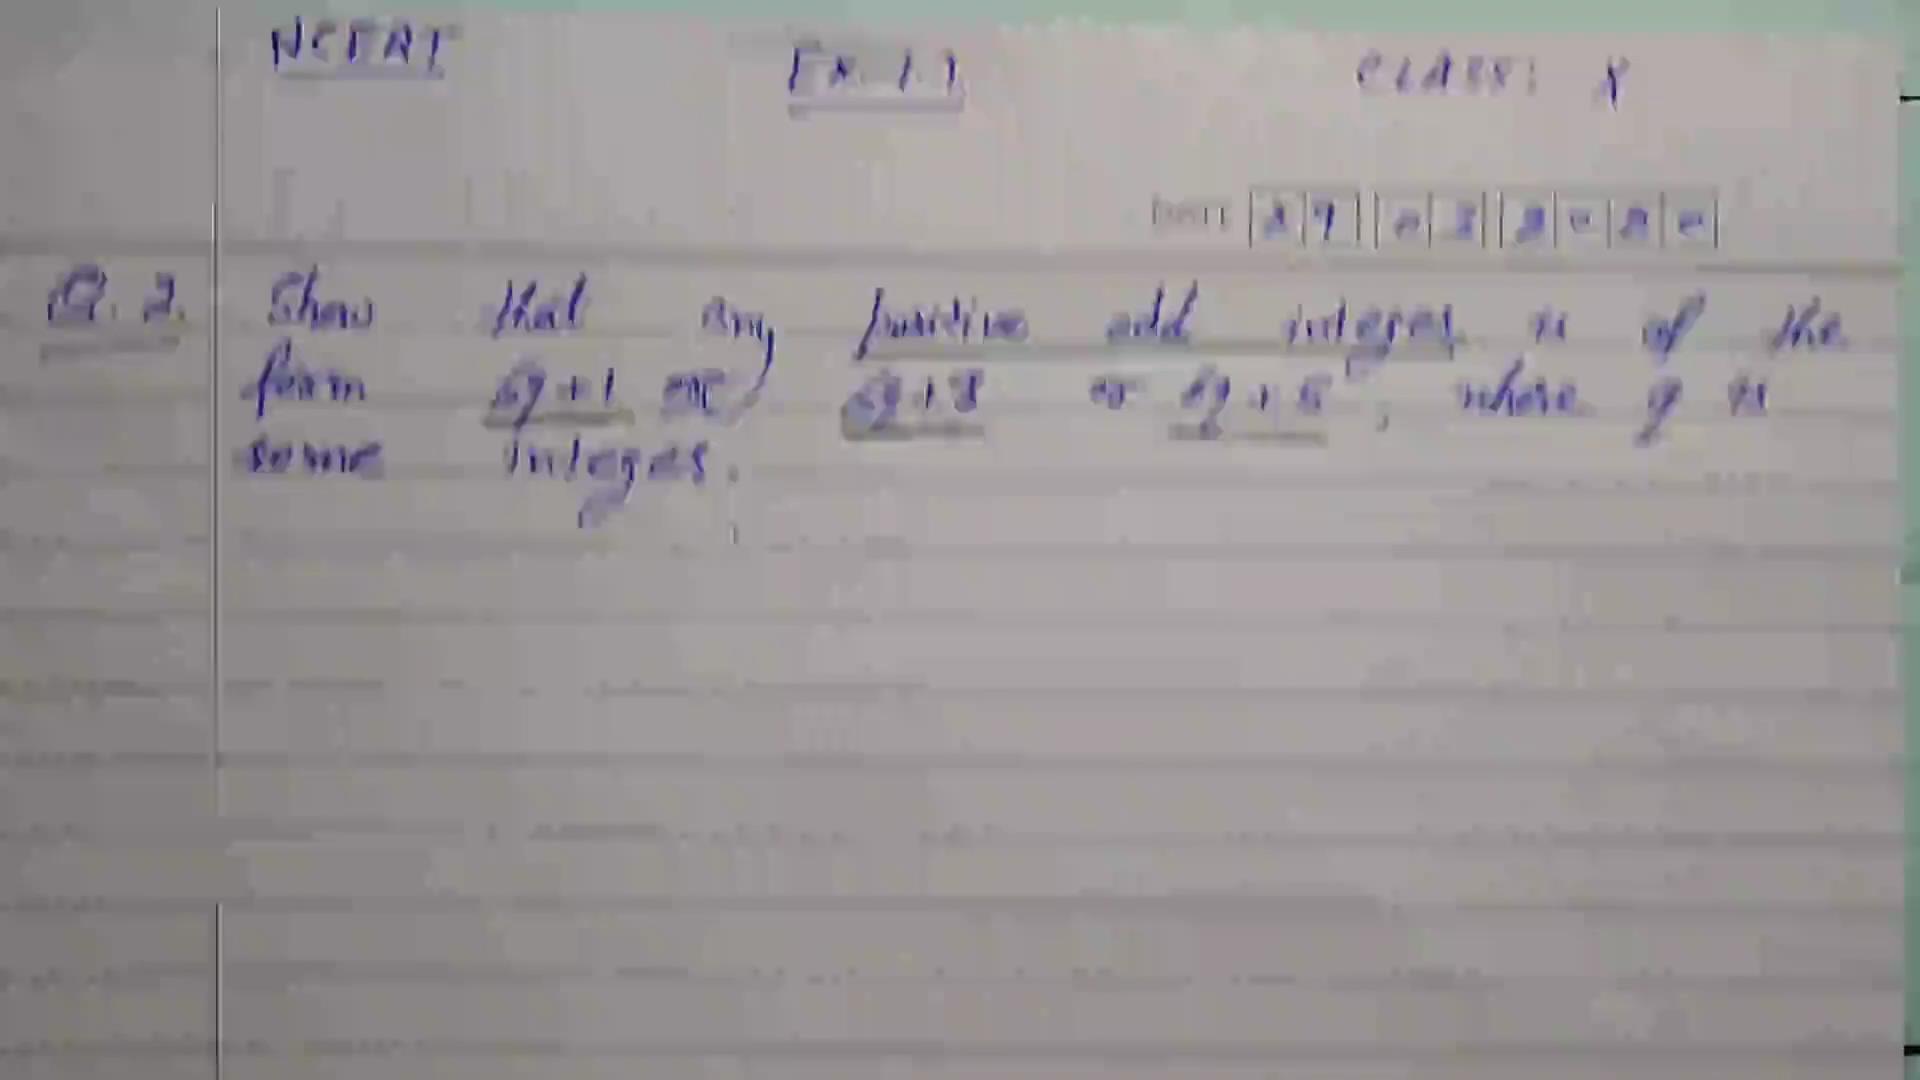 NCERT
Ex. 1.1
CLASS: X
DATE
Q. 2. Show that any positive odd integer is of the
form 6q + 1 or 6q + 3 or 6q + 5, where q is
some integer.